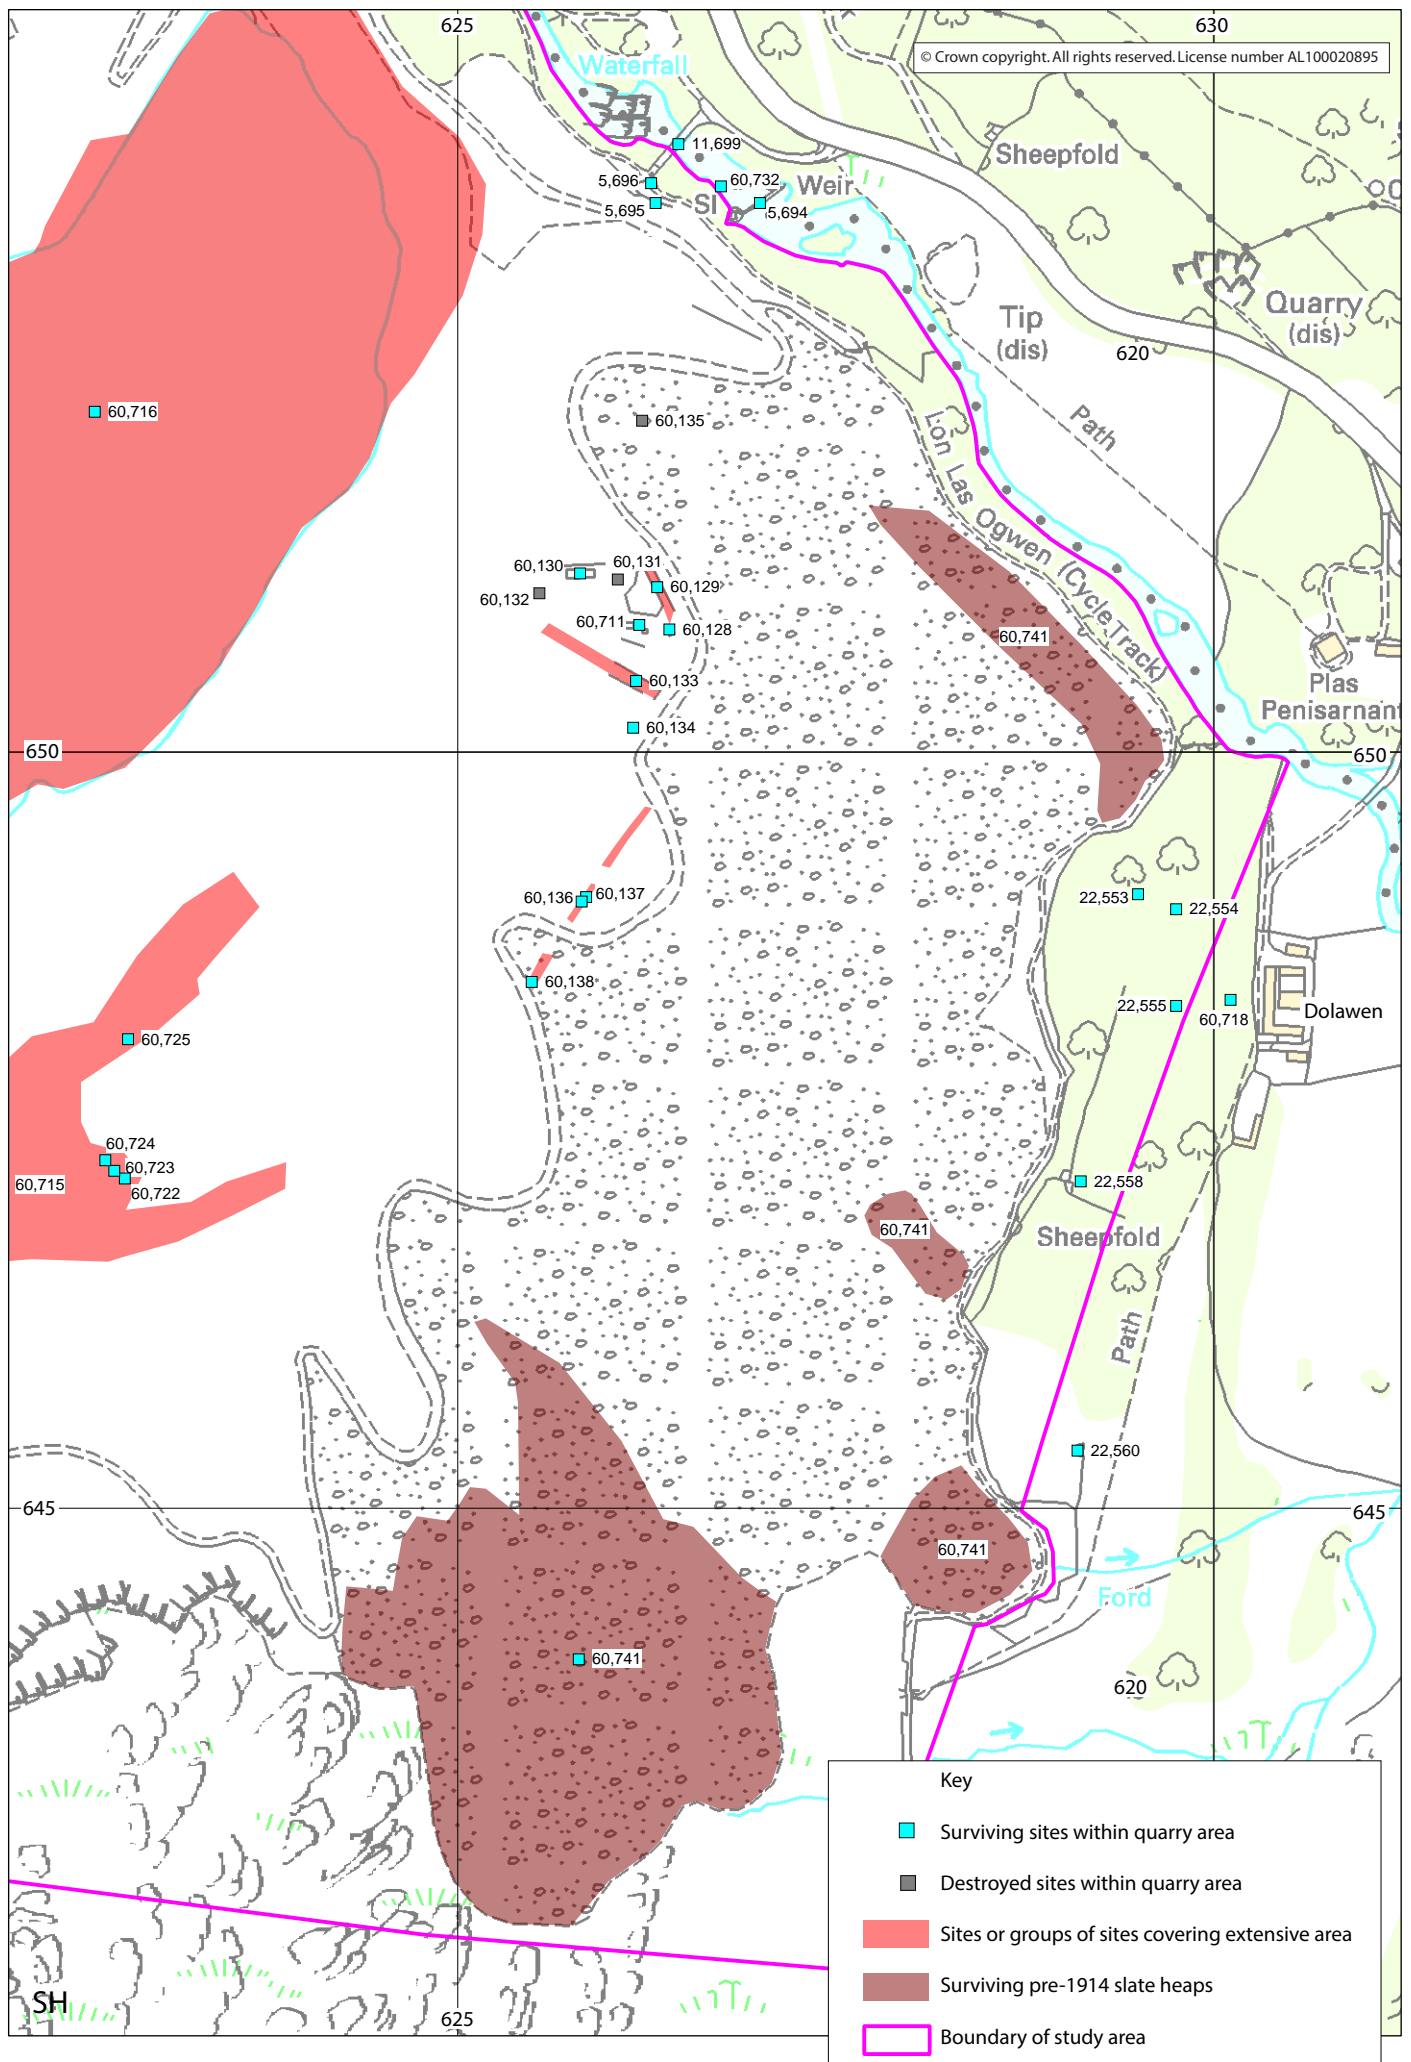 625
630
© Crown copyright. All rights reserved. License number AL100020895
Waterfall
11,699
Sheepfold
5,696
60,732
Weir
5,695
Sl
5,694
Quarry
(dis)
Tip
(dis)
620
Path
60,716
60,135
Lon Las Ogwen (Cycle Track)
60,130
60,131
60,129
60,132
60,711
60,128
60,741
60,133
Plas
Penisarnant
60,134
650
650
60,136
60,137
22,553
22,554
60,138
22,555
60,718
Dolawen
60,725
60,724
60,723
60,715
60,722
22,558
60,741
Sheepfold
Path
22,560
645
645
60,741
Ford
60,741
620
Key
Surviving sites within quarry area
Destroyed sites within quarry area
Sites or groups of sites covering extensive area
Surviving pre-1914 slate heaps
SH
625
Boundary of study area